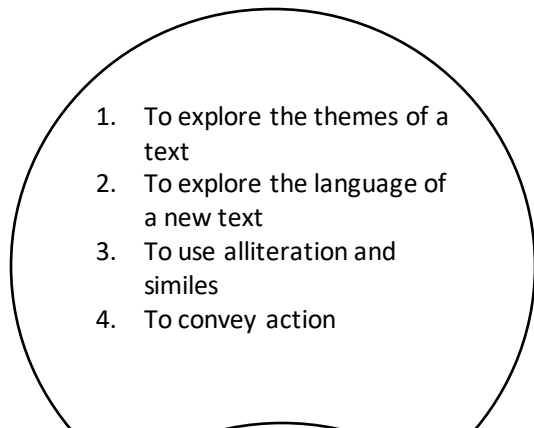 1. To explore the themes of a
text
2. To explore the language of
a new text
3. To use alliteration and
similes
4. To convey action